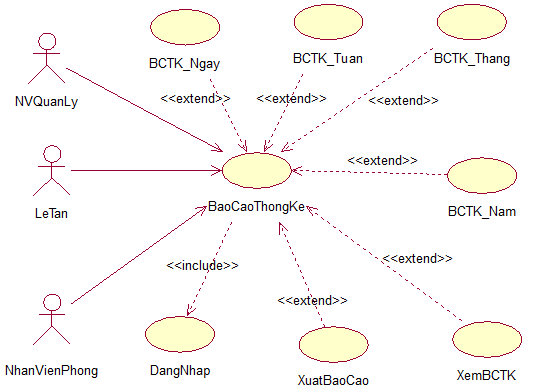 BCTK_Ngay
BCTK_Tuan
BCTK_Thang
NVQuanLy
<<extend>>
<<extend>>
<<extend>>
<<extend>>
LeTan
BaoCaoThongKe
BCTK_Nam
<<include>>
<<extend>>
<<extend>>
NhanVienPhong
DangNhap
XuatBaoCao
XemBCTK